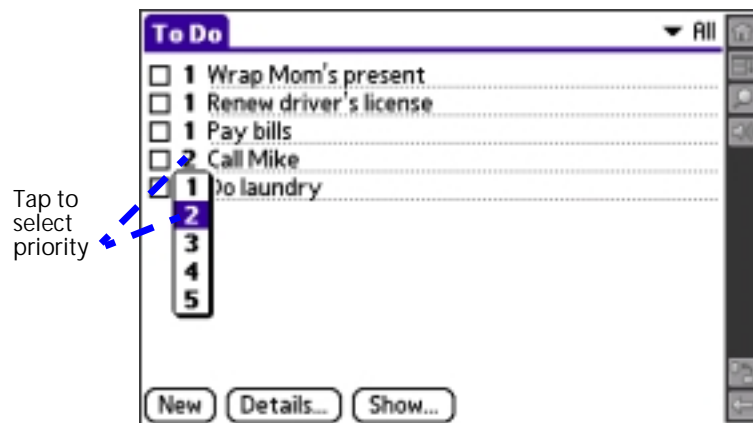 To Do
All
1 Wrap Mom's present
1 Renew driver's license
1 Pay bills
2 Call Mike
Do laundry
1
2
3
4
5
Tap to
select
priority
New Details... Show...